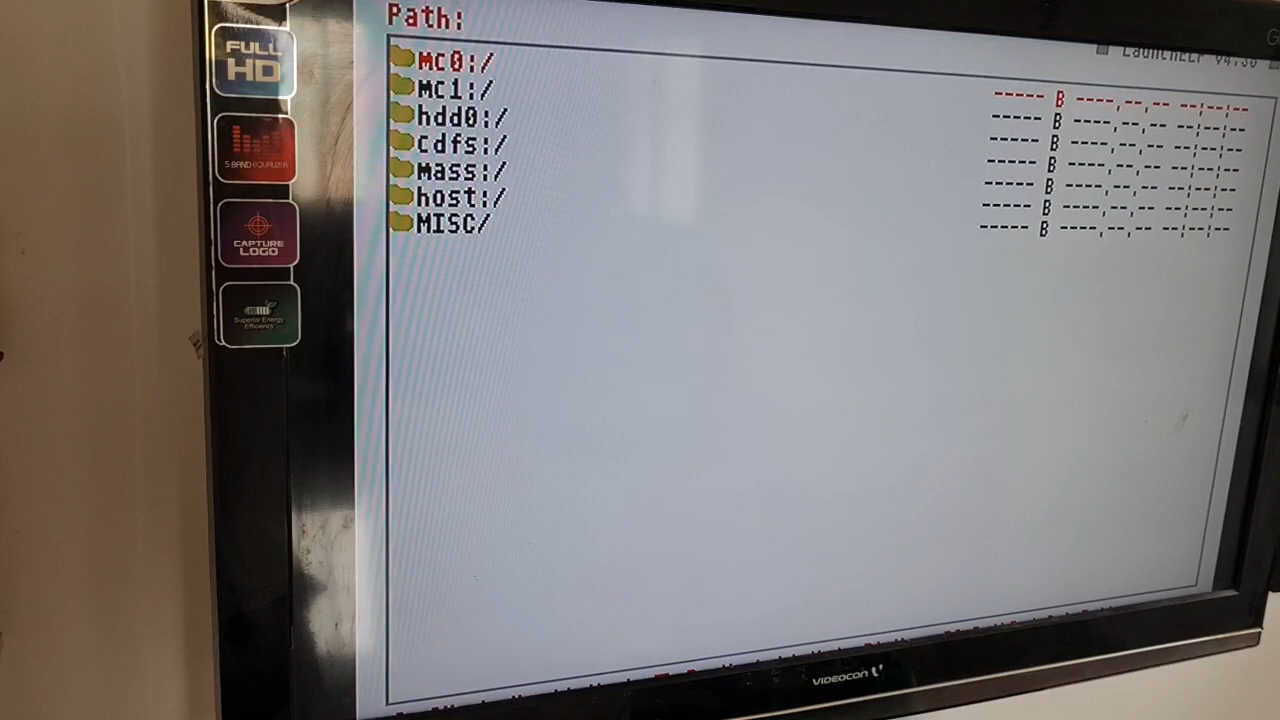 Path:
LaunchELF v4.30
mc0:/
mc1:/
hdd0:/
cdfs:/
mass:/
host:/
MISC/
----- B ----,--,-- --|--|--
----- B ----,--,-- --|--|--
----- B ----,--,-- --|--|--
----- B ----,--,-- --|--|--
----- B ----,--,-- --|--|--
----- B ----,--,-- --|--|--
----- B ----,--,-- --|--|--
FULL
HD
5 BAND EQUALIZER
CAPTURE
LOGO
Superior Energy
Efficiency
VIDEOCON